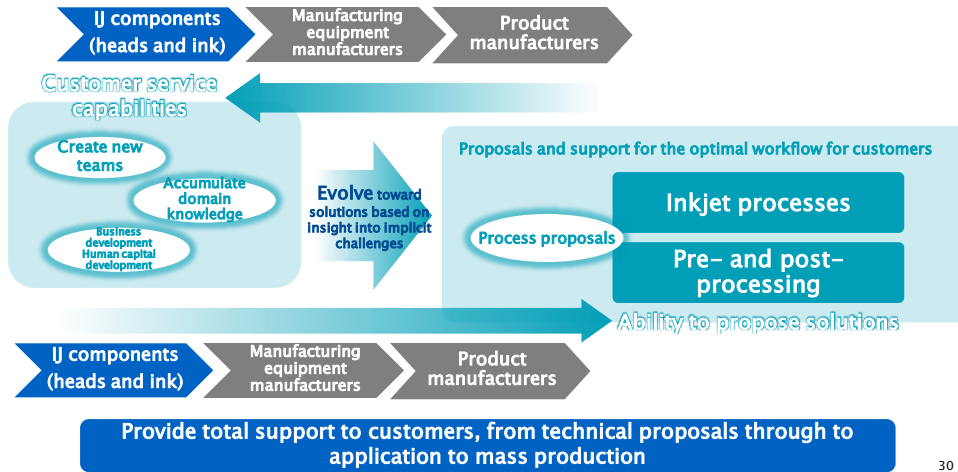 IJ components
(heads and ink)
Manufacturing
equipment
manufacturers
Product
manufacturers
Customer service
capabilities
Create new
teams
Accumulate
domain
knowledge
Business
development
Human capital
development
Evolve toward
solutions based on
insight into implicit
challenges
Proposals and support for the optimal workflow for customers
Process proposals
Inkjet processes
Pre- and post-
processing
Ability to propose solutions
IJ components
(heads and ink)
Manufacturing
equipment
manufacturers
Product
manufacturers
Provide total support to customers, from technical proposals through to
application to mass production
30